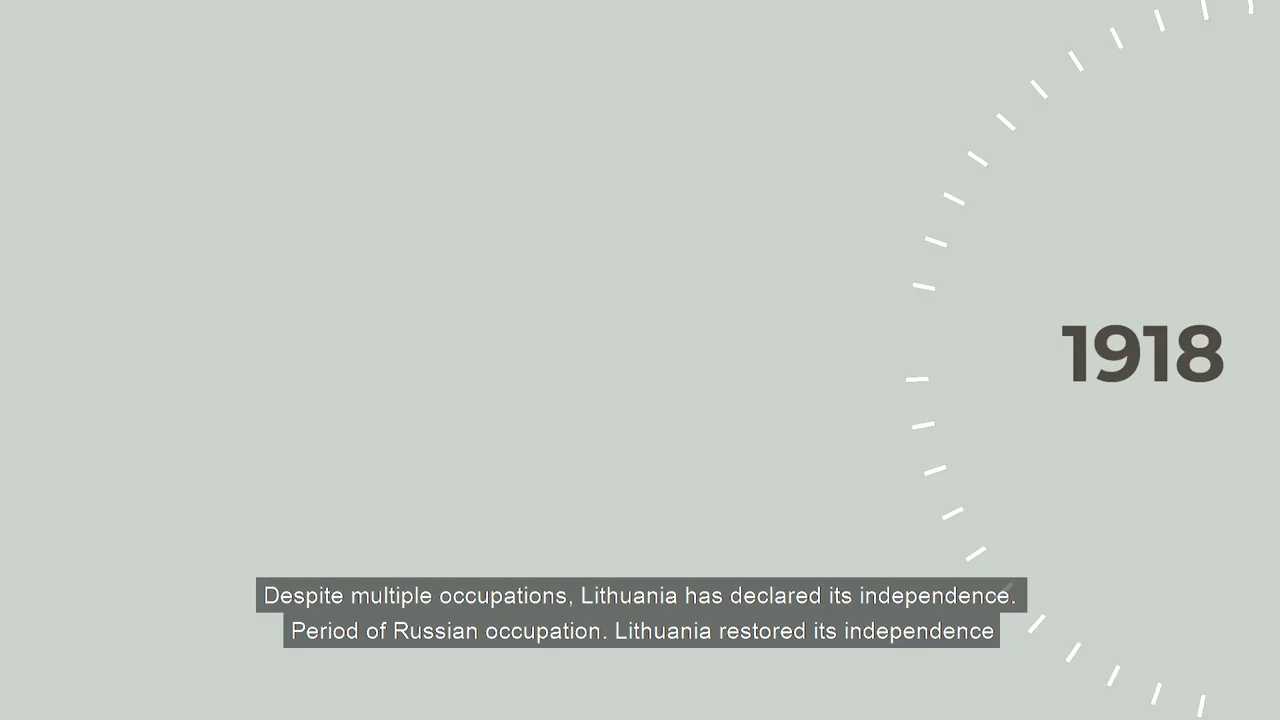 1918
Despite multiple occupations, Lithuania has declared its independence.
Period of Russian occupation. Lithuania restored its independence